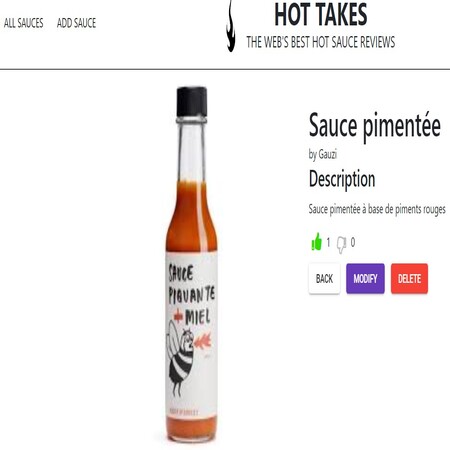 HOT TAKES
ALL SAUCES ADD SAUCE
THE WEB'S BEST HOT SAUCE REVIEWS
Sauce pimentée
by Gauzi
Description
Sauce pimentée à base de piments rouges
1 0
BACK MODIFY DELETE
SAUCE
PIQUANTE
+ MIEL